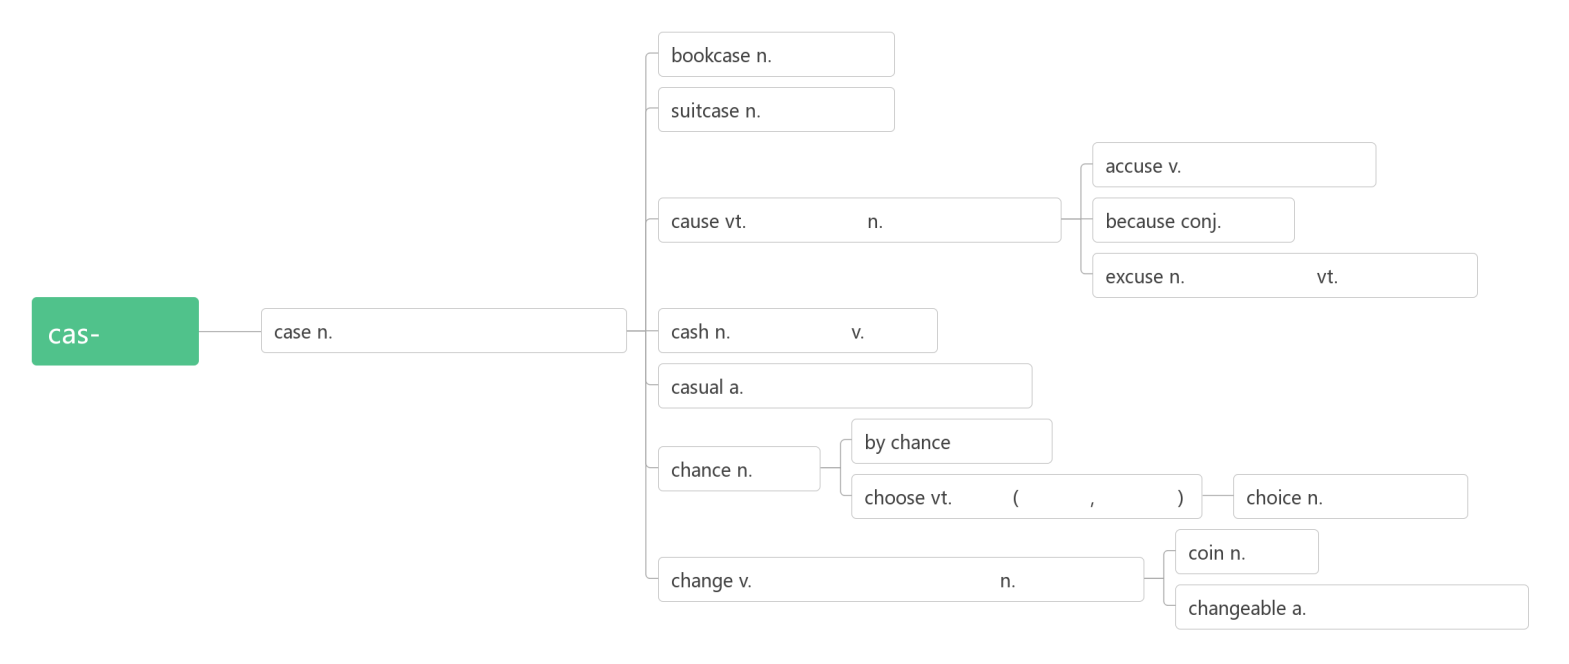 cas-
case n.
bookcase n.
suitcase n.
cause vt. n.
accuse v.
because conj.
excuse n. vt.
cash n. v.
casual a.
chance n.
by chance
choose vt. ( , )
choice n.
change v. n.
coin n.
changeable a.